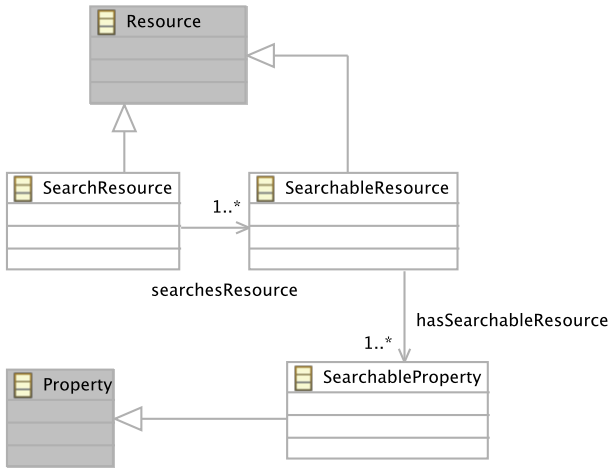 Resource
SearchResource
SearchableResource
1..*
searchesResource
hasSearchableResource
1..*
Property
SearchableProperty